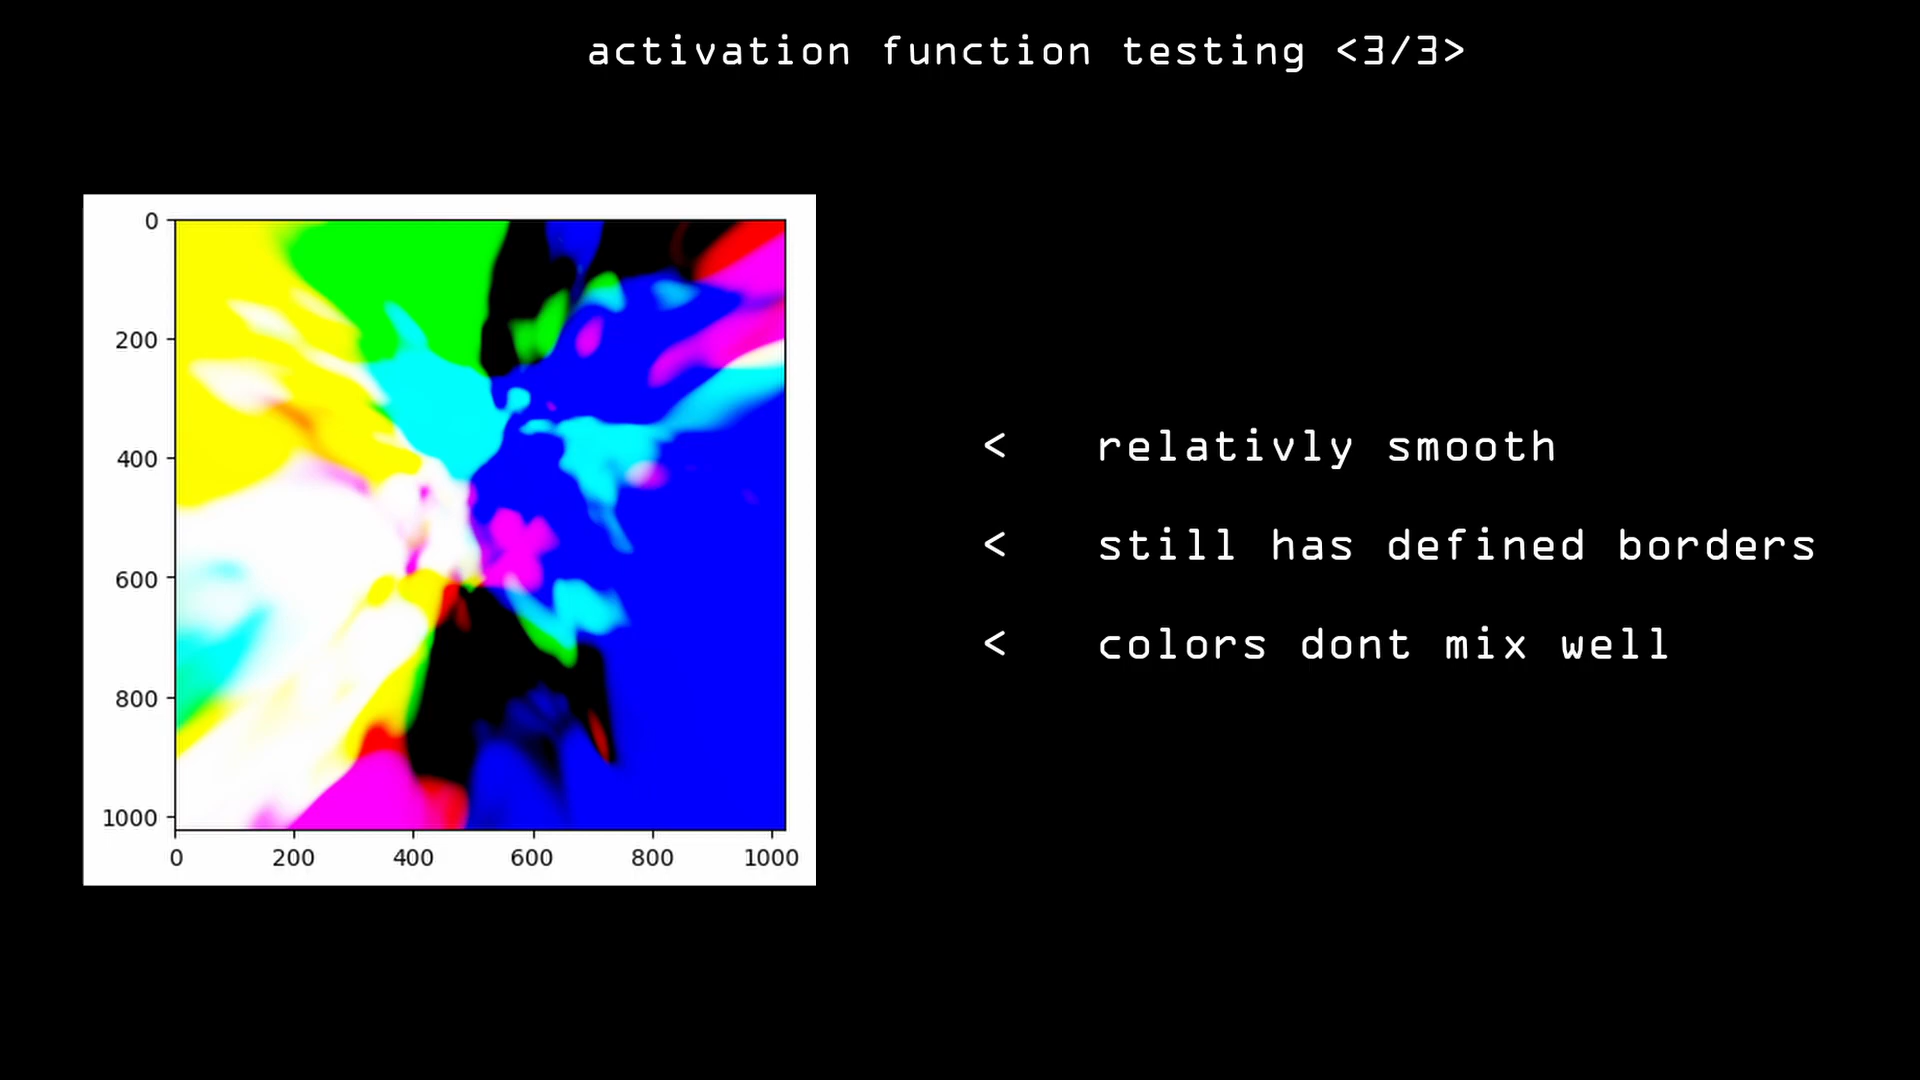 activation function testing <3/3>
0
200
400
600
800
1000
0 200 400 600 800 1000
< relativly smooth
< still has defined borders
< colors dont mix well